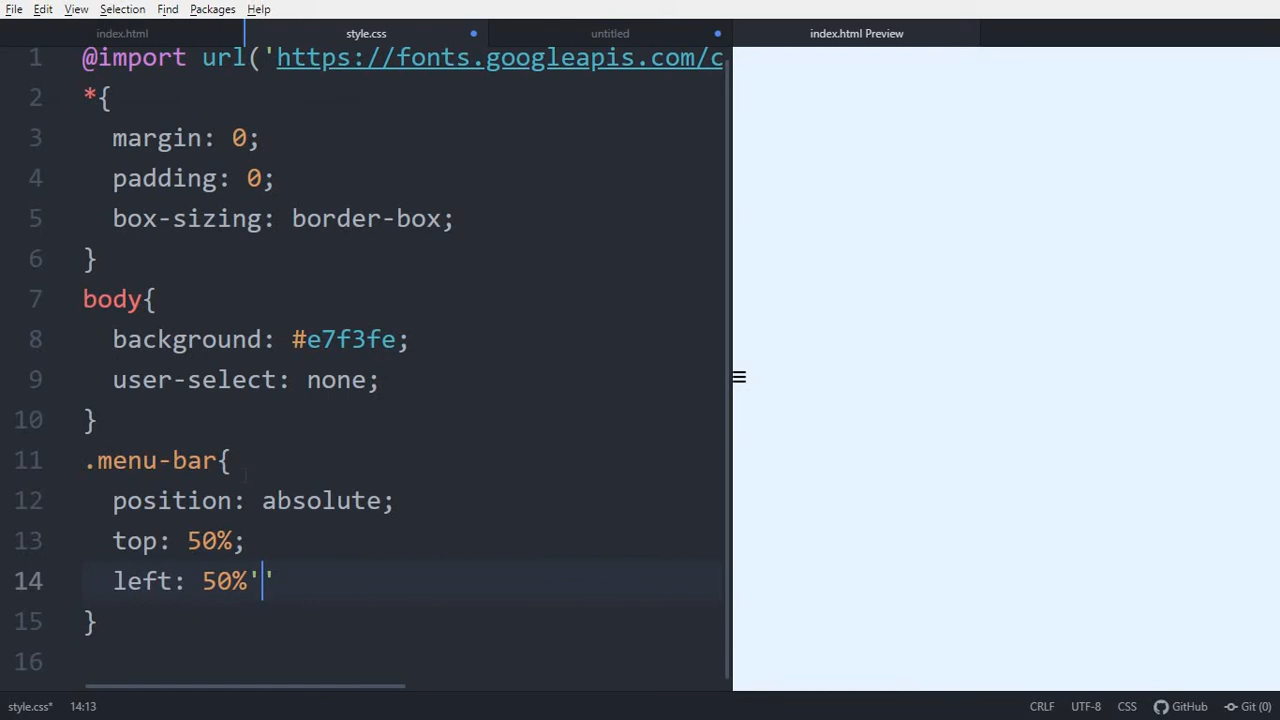 File Edit View Selection Find Packages Help
index.html style.css untitled index.html Preview
1 @import url('https://fonts.googleapis.com/c
2 *{
3 margin: 0;
4 padding: 0;
5 box-sizing: border-box;
6 }
7 body{
8 background: #e7f3fe;
9 user-select: none;
10 }
11 .menu-bar{
12 position: absolute;
13 top: 50%;
14 left: 50%''
15 }
16
style.css* 14:13 CRLF UTF-8 CSS GitHub Git (0)